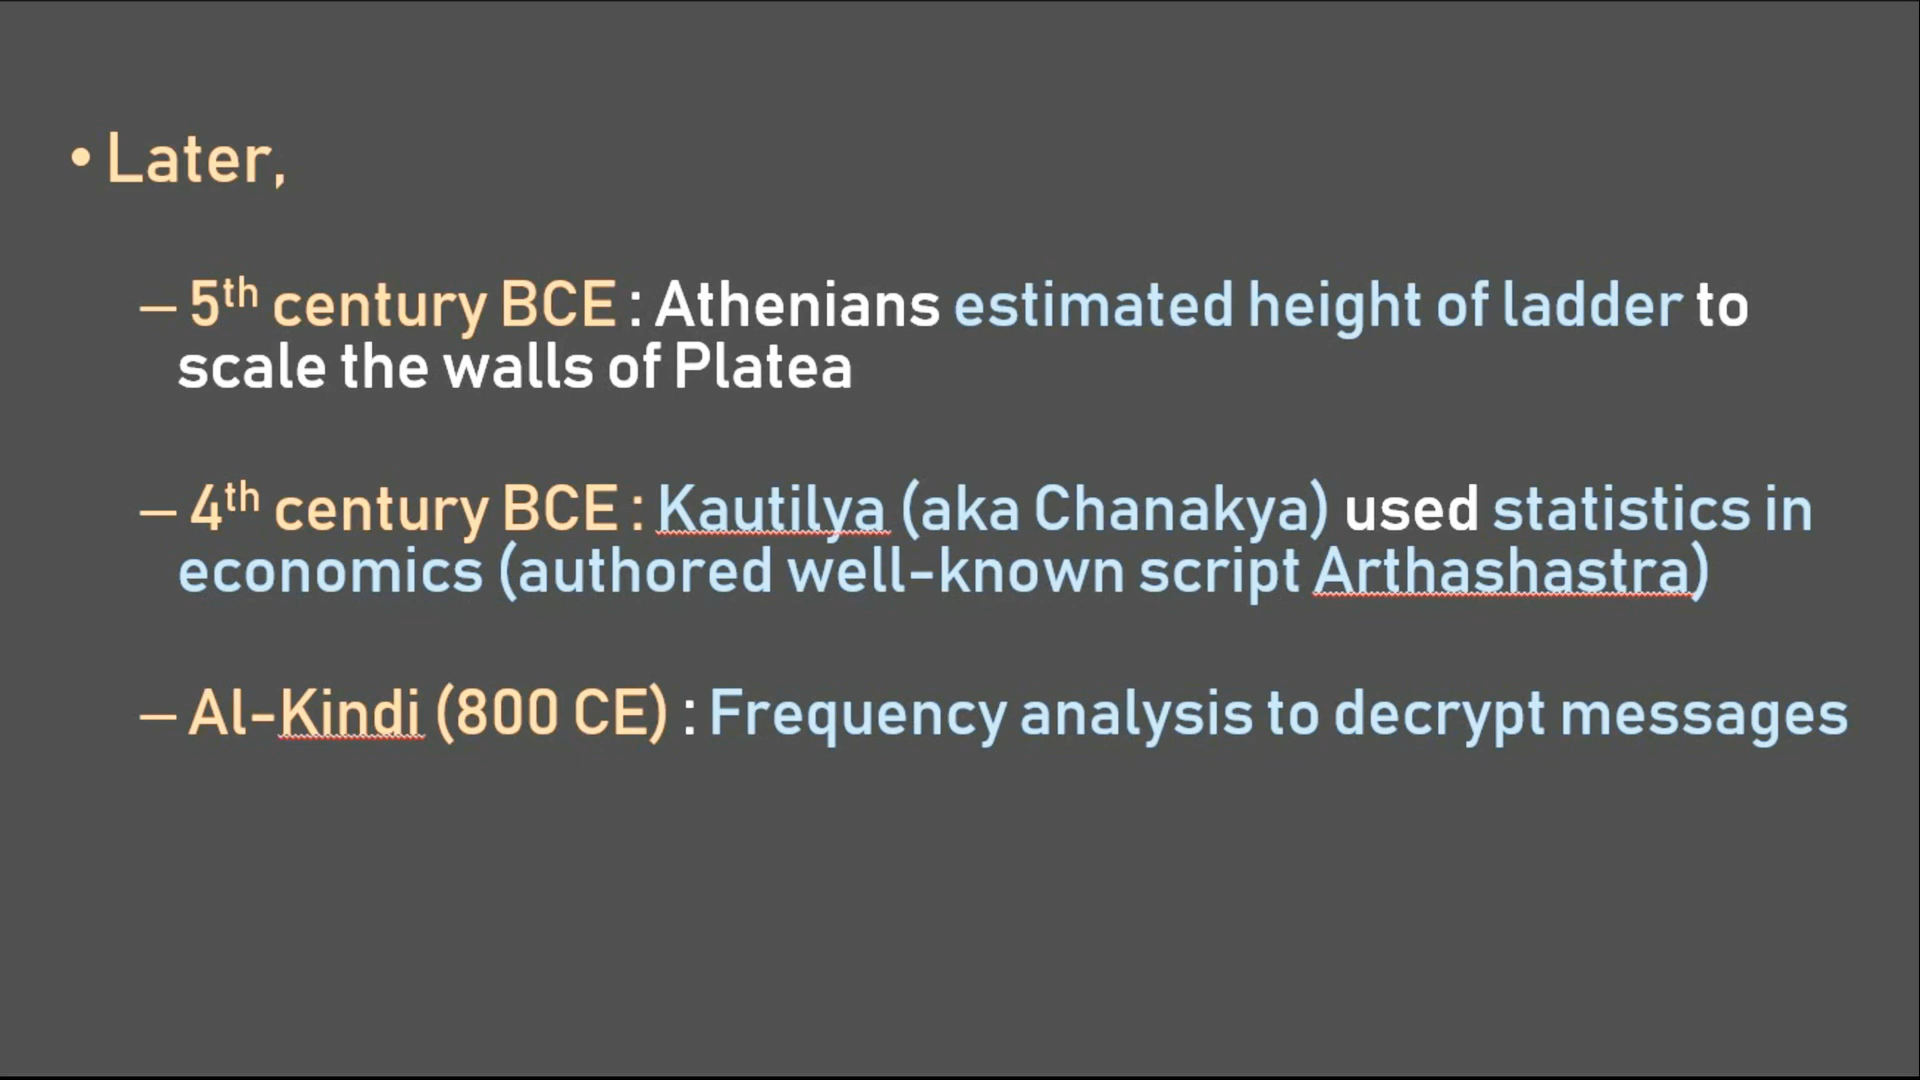 • Later,
– 5th century BCE : Athenians estimated height of ladder to
scale the walls of Platea
– 4th century BCE : Kautilya (aka Chanakya) used statistics in
economics (authored well-known script Arthashastra)
– Al-Kindi (800 CE) : Frequency analysis to decrypt messages